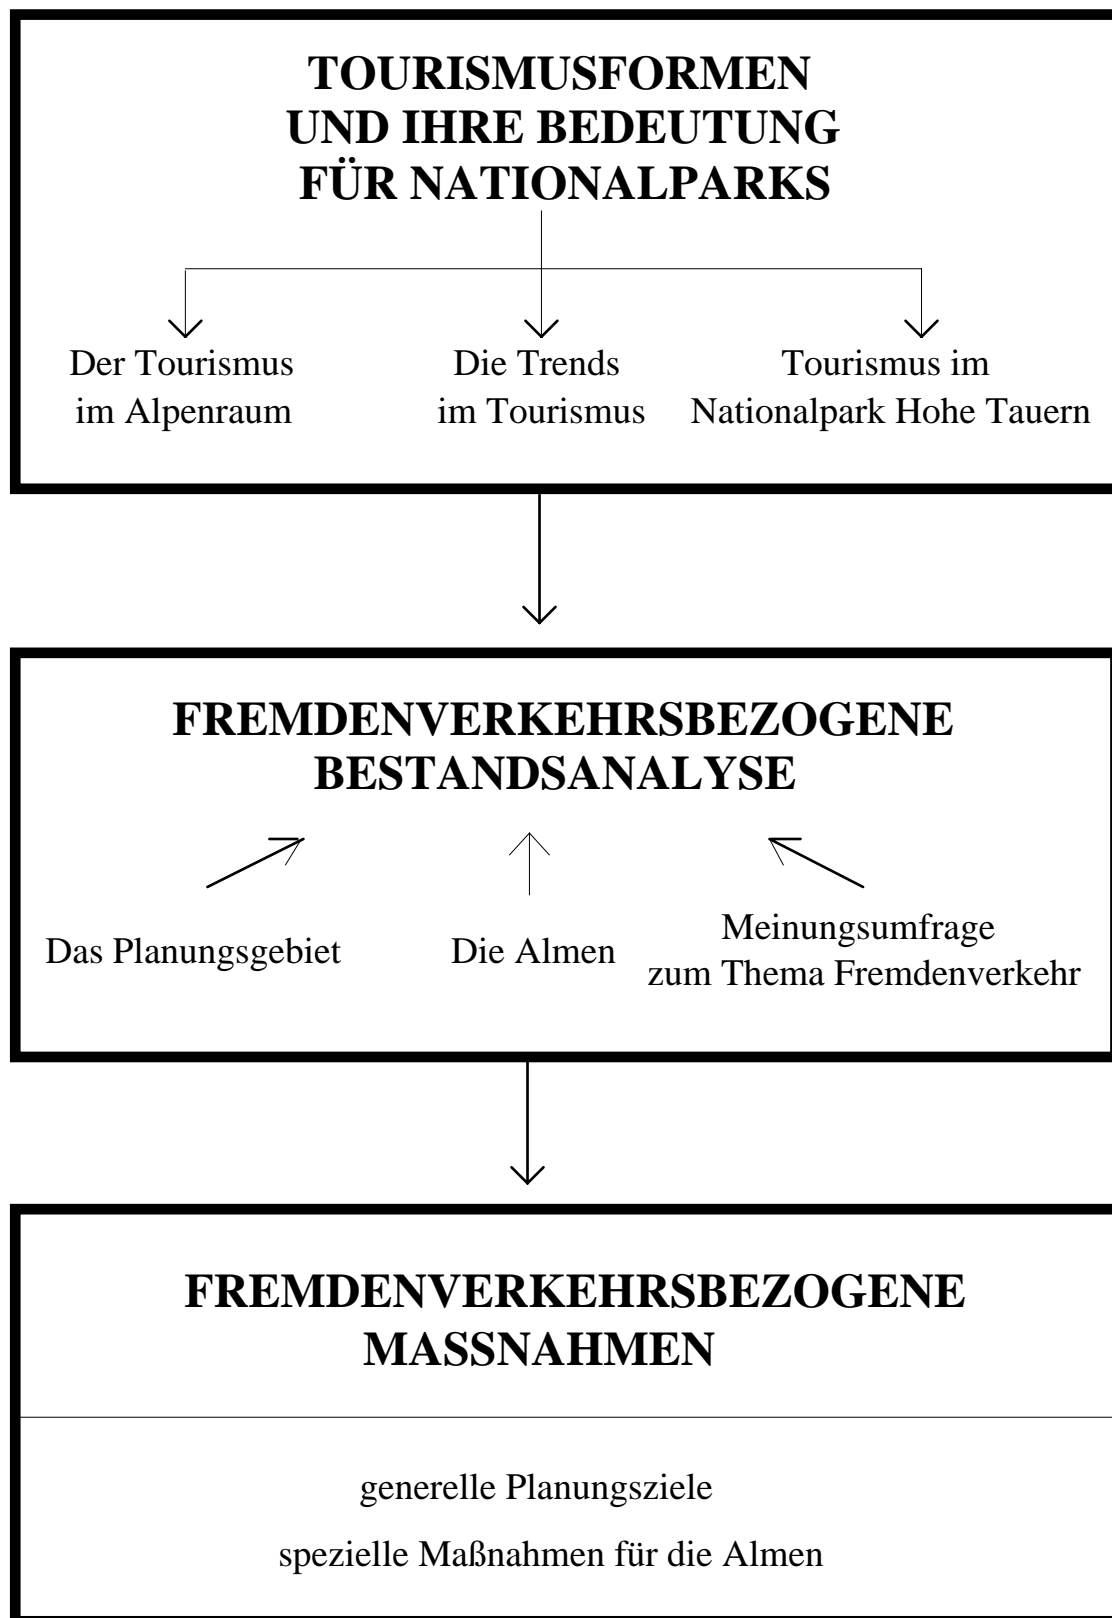 TOURISMUSFORMEN
UND IHRE BEDEUTUNG
FÜR NATIONALPARKS
Der Tourismus
im Alpenraum
Die Trends
im Tourismus
Tourismus im
Nationalpark Hohe Tauern
FREMDENVERKEHRSBEZOGENE
BESTANDSANALYSE
Das Planungsgebiet
Die Almen
Meinungsumfrage
zum Thema Fremdenverkehr
FREMDENVERKEHRSBEZOGENE
MASSNAHMEN
generelle Planungsziele
spezielle Maßnahmen für die Almen